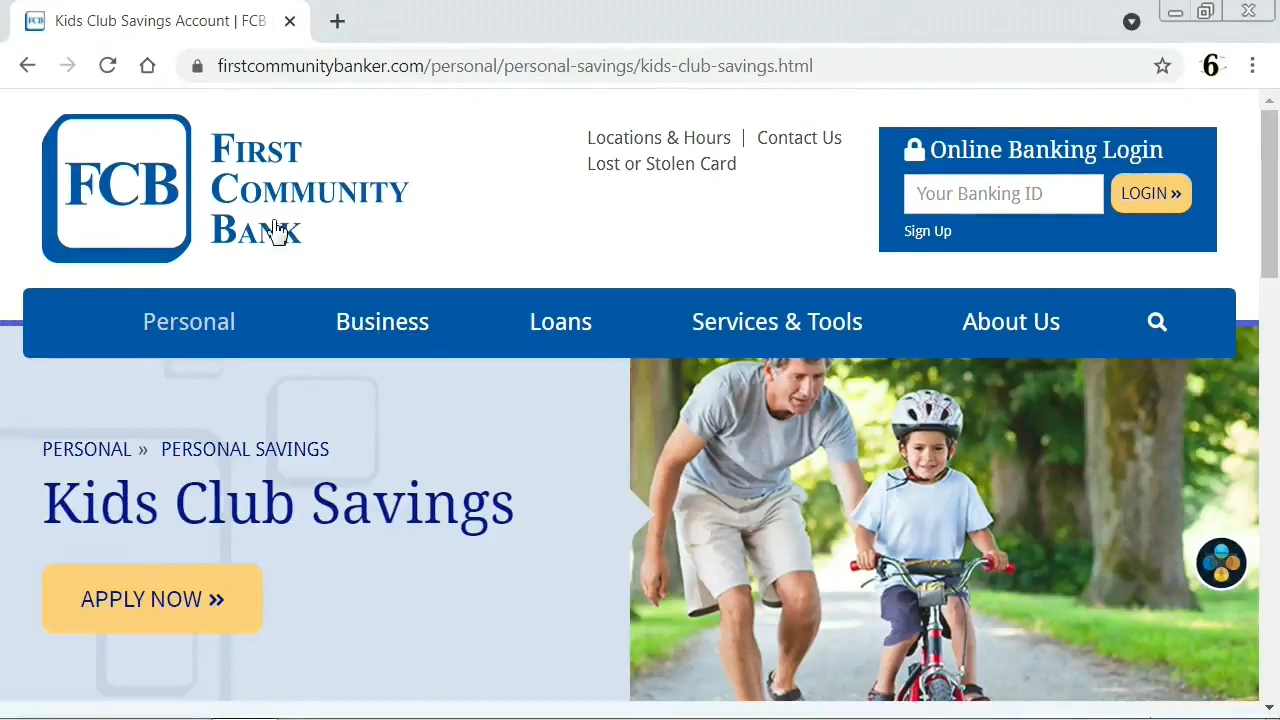 Kids Club Savings Account | FCB
firstcommunitybanker.com/personal/personal-savings/kids-club-savings.html
6
FCB
FIRST
COMMUNITY
BANK
Locations & Hours | Contact Us
Lost or Stolen Card
Online Banking Login
Your Banking ID
LOGIN »
Sign Up
Personal
Business
Loans
Services & Tools
About Us
PERSONAL » PERSONAL SAVINGS
Kids Club Savings
APPLY NOW »